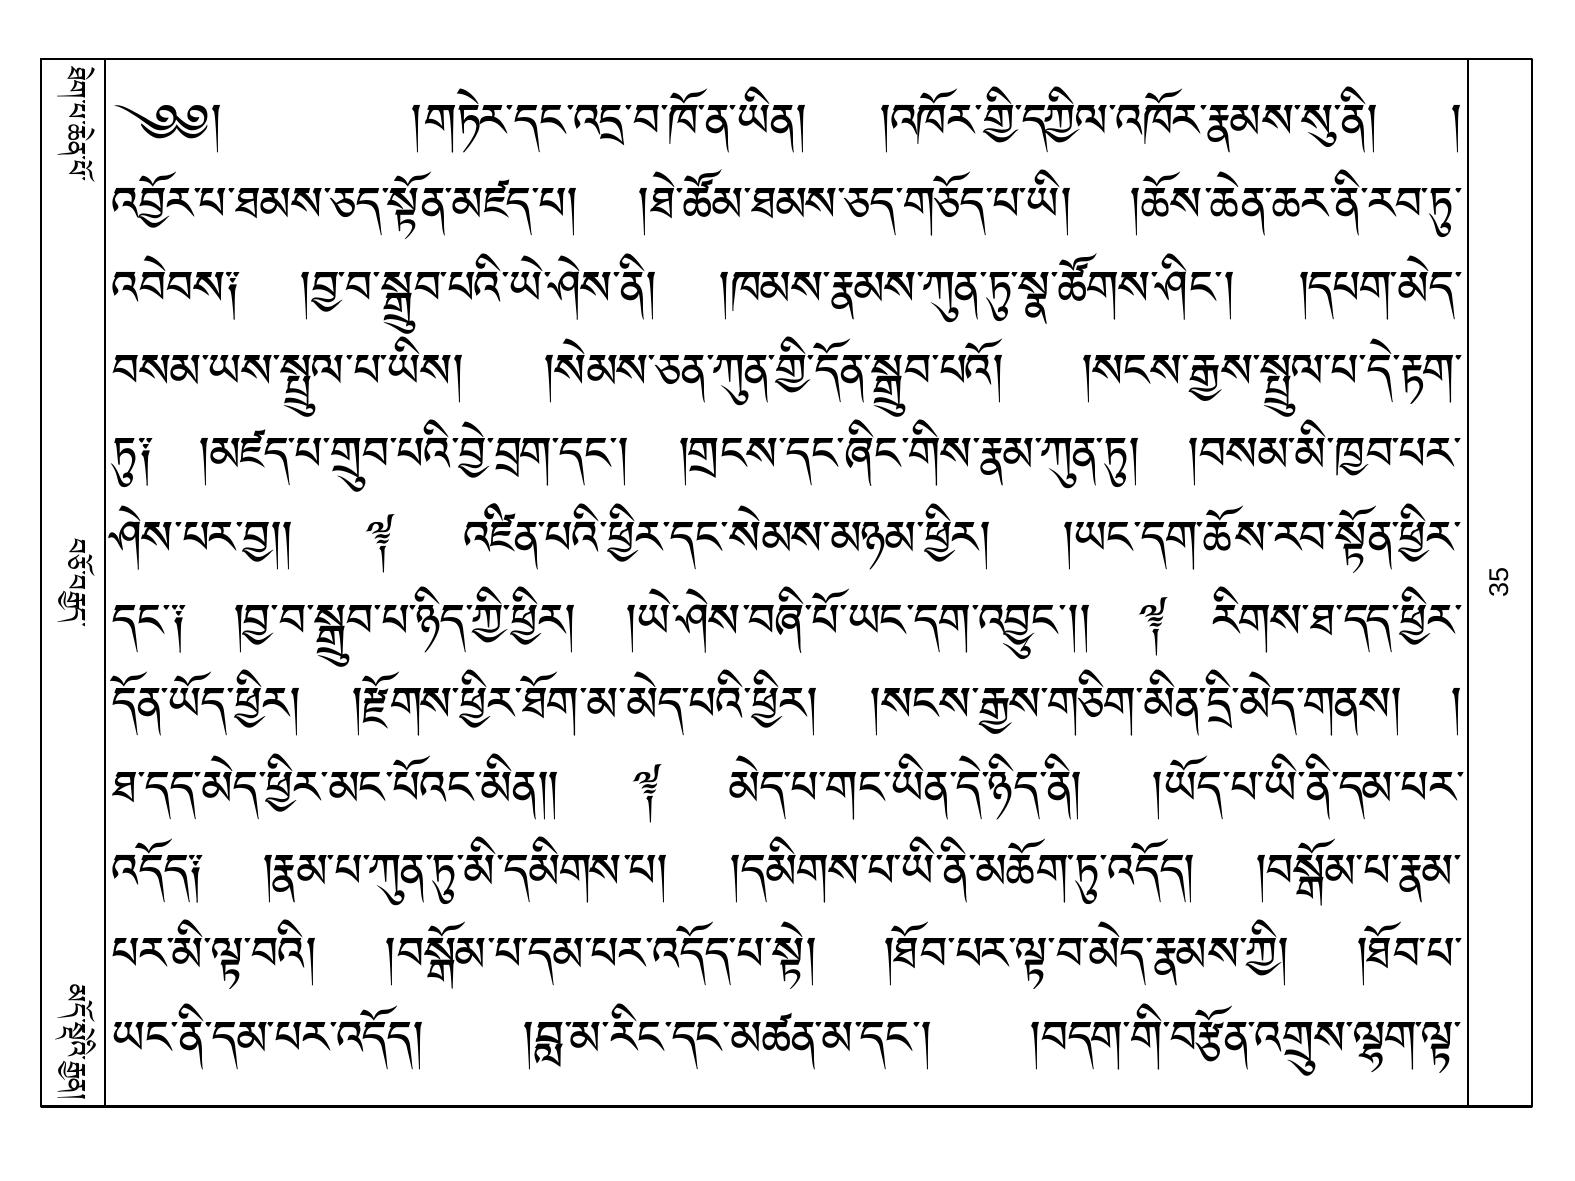 ཐེག་པ་ཆེན་པོ་
བཅོ་བརྒྱད་
མདོ་སྡེའི་རྒྱན།
༄༅།  །གཏེར་དང་འདྲ་བ་ཁོ་ན་ཡིན།  །འཁོར་གྱི་དཀྱིལ་འཁོར་རྣམས་སུ་ནི།  །
འབྱོར་པ་ཐམས་ཅད་སྟོན་མཛད་པ།  །ཐེ་ཚོམ་ཐམས་ཅད་གཅོད་པ་ཡི།  །ཆོས་ཆེན་ཆར་ནི་རབ་ཏུ་
འབེབས༔  །བྱ་བ་སྒྲུབ་པའི་ཡེ་ཤེས་ནི།  །ཁམས་རྣམས་ཀུན་ཏུ་སྣ་ཚོགས་ཤིང་།  །དཔག་མེད་
བསམ་ཡས་སྤྲུལ་པ་ཡིས།  །སེམས་ཅན་ཀུན་གྱི་དོན་སྒྲུབ་པའོ།  །སངས་རྒྱས་སྤྲུལ་པ་དེ་རྟག་
ཏུ༔  །མཛད་པ་གྲུབ་པའི་བྱེ་བྲག་དང་།  །གྲངས་དང་ཞིང་གིས་རྣམ་ཀུན་ཏུ།  །བསམ་མི་ཁྱབ་པར་
ཤེས་པར་བྱ།།  ༈  འཛིན་པའི་ཕྱིར་དང་སེམས་མཉམ་ཕྱིར།  །ཡང་དག་ཆོས་རབ་སྟོན་ཕྱིར་
དང་༔  །བྱ་བ་སྒྲུབ་པ་ཉིད་ཀྱི་ཕྱིར།  །ཡེ་ཤེས་བཞི་པོ་ཡང་དག་འབྱུང་།།  ༈  རིགས་ཐ་དད་ཕྱིར་
དོན་ཡོད་ཕྱིར།  །རྫོགས་ཕྱིར་ཐོག་མ་མེད་པའི་ཕྱིར།  །སངས་རྒྱས་གཅིག་མིན་དྲི་མེད་གནས།  །
ཐ་དད་མེད་ཕྱིར་མང་པོའང་མིན།།  ༈  མེད་པ་གང་ཡིན་དེ་ཉིད་ནི།  །ཡོད་པ་ཡི་ནི་དམ་པར་
འདོད༔  །རྣམ་པ་ཀུན་ཏུ་མི་དམིགས་པ།  །དམིགས་པ་ཡི་ནི་མཆོག་ཏུ་འདོད།  །བསྒོམ་པ་རྣམ་
པར་མི་ལྟ་བའི།  །བསྒོམ་པ་དམ་པར་འདོད་པ་སྟེ།  །ཐོབ་པར་ལྟ་བ་མེད་རྣམས་ཀྱི།  །ཐོབ་པ་
ཡང་ནི་དམ་པར་འདོད།  །བླ་མ་རིང་དང་མཚན་མ་དང་།  །བདག་གི་བརྩོན་འགྲུས་ལྷག་ལྟ་
35